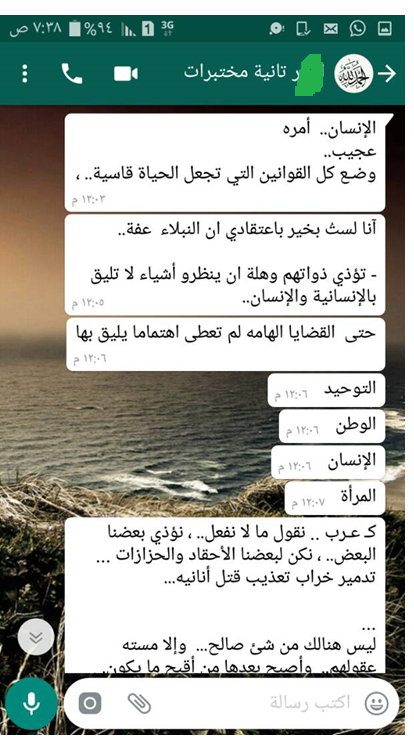 ٧:٣٨ ص ٩٤% 1 3G
ر تانية مختبرات
الإنسان.. أمره
عجيب..
وضع كل القوانين التي تجعل الحياة قاسية.. ،
١٢:٠٣ م
آنا لستُ بخير باعتقادي ان النبلاء عفة..
- تؤذي ذواتهم وهلة ان ينظرو أشياء لا تليق
بالإنسانية والإنسان..
١٢:٠٥ م
حتى القضايا الهامه لم تعطى اهتماما يليق بها
١٢:٠٦ م
التوحيد ١٢:٠٦ م
الوطن ١٢:٠٦ م
الإنسان ١٢:٠٦ م
المرأة ١٢:٠٧ م
كـ عـرب .. نقول ما لا نفعل.. ، نؤذي بعضنا
البعض.. ، نكن لبعضنا الأحقاد والحزازات ...
تدمير خراب تعذيب قتل أنانيه...
...
ليس هنالك من شئ صالح... وإلا مسته
عقولهم.. وأصبح بعدها من أقبح ما يكون.
اكتب رسالة